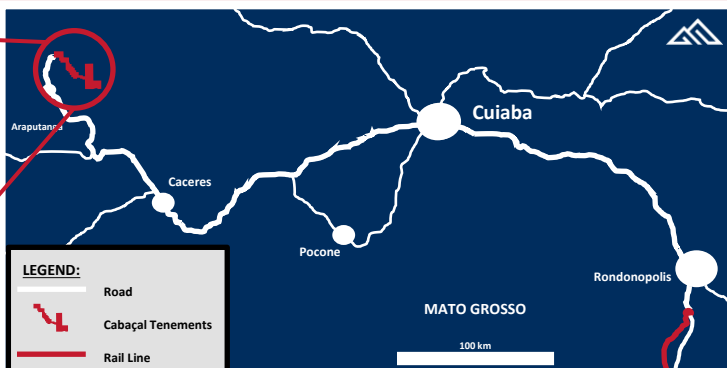 Cuiaba
Araputanga
Caceres
Pocone
Rondonopolis
MATO GROSSO
100 km
LEGEND:
Road
Cabaçal Tenements
Rail Line